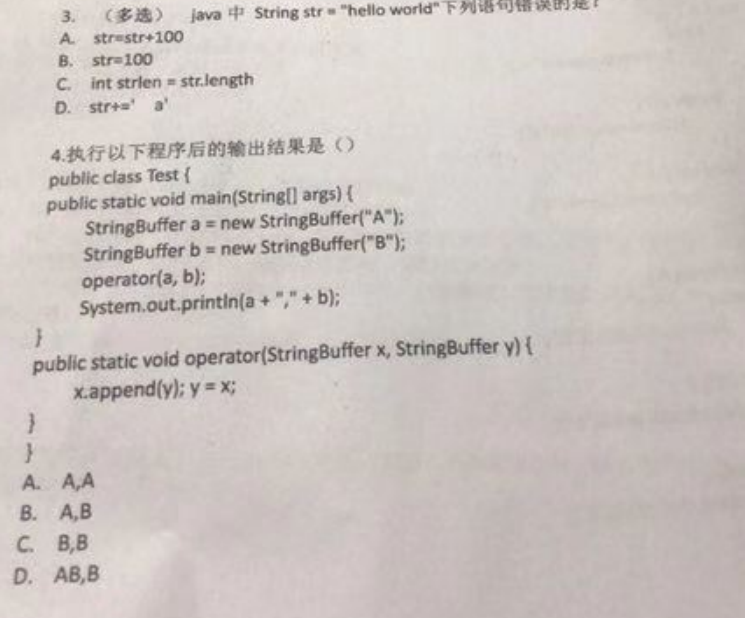 3. （多选） java 中 String str = "hello world"下列语句错误的是?
A. str=str+100
B. str=100
C. int strlen = str.length
D. str+=' a'
4.执行以下程序后的输出结果是（）
public class Test {
public static void main(String[] args) {
StringBuffer a = new StringBuffer("A");
StringBuffer b = new StringBuffer("B");
operator(a, b);
System.out.println(a + "," + b);
}
public static void operator(StringBuffer x, StringBuffer y) {
x.append(y); y = x;
}
}
A. A,A
B. A,B
C. B,B
D. AB,B